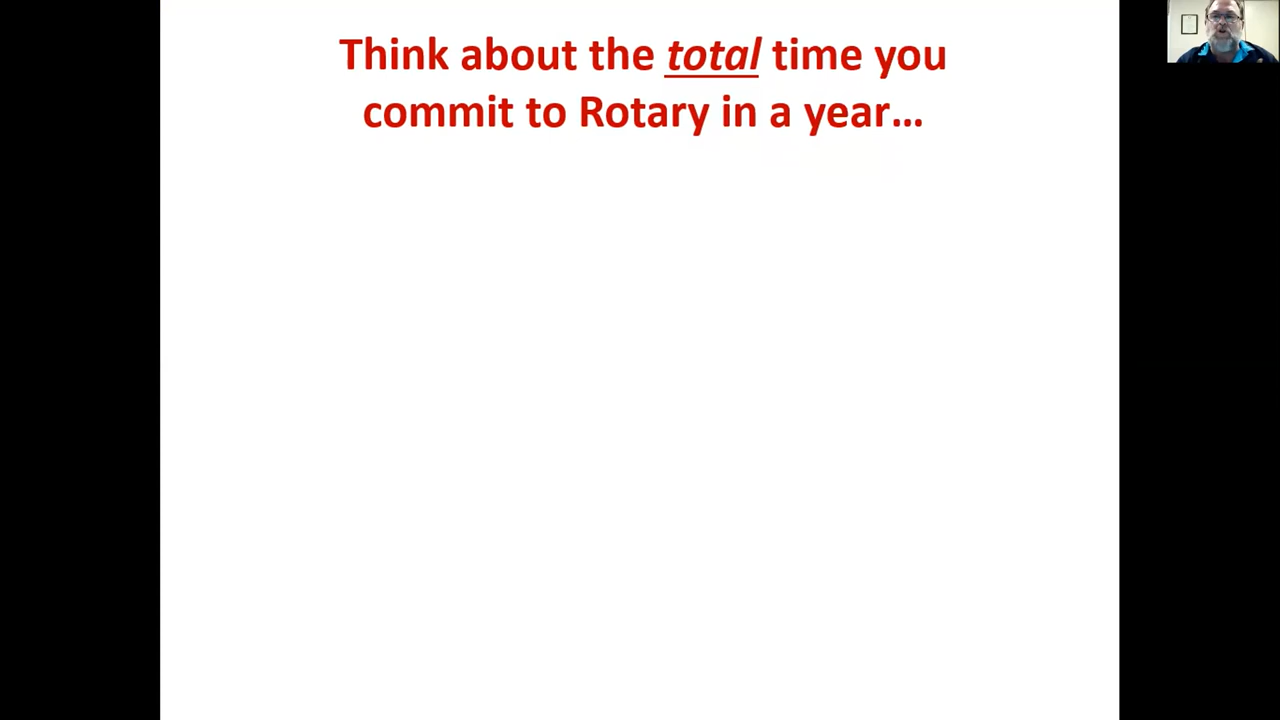 Think about the total time you
commit to Rotary in a year…